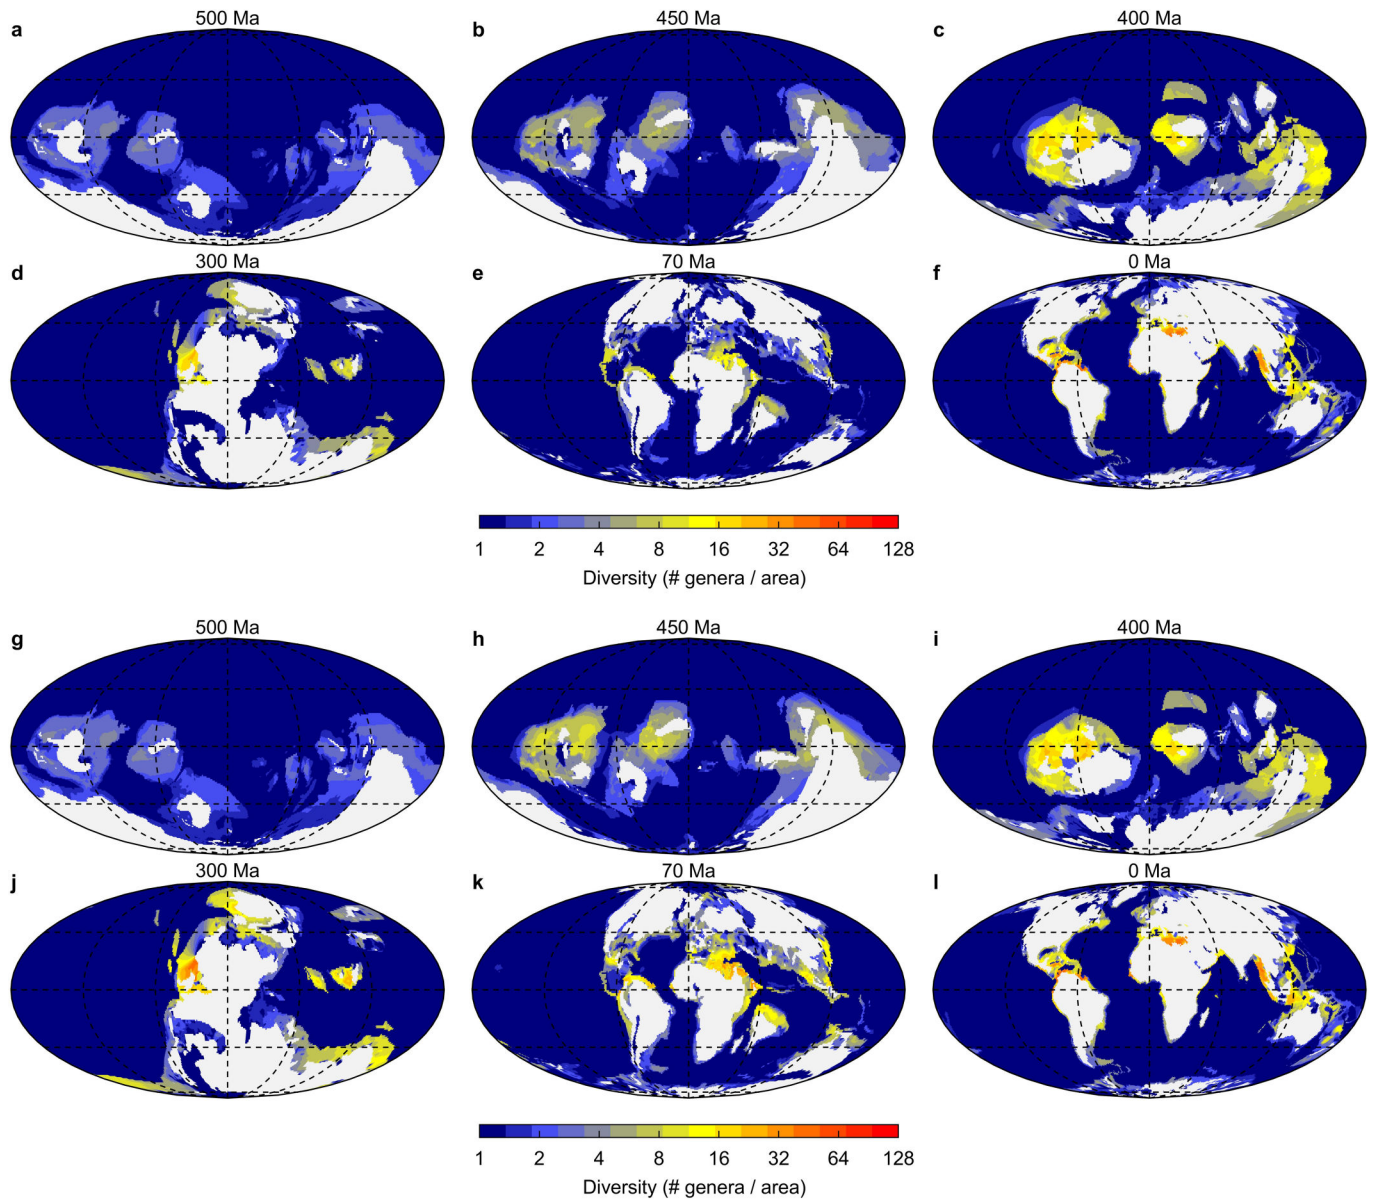 a 500 Ma b 450 Ma c 400 Ma
d 300 Ma e 70 Ma f 0 Ma
1 2 4 8 16 32 64 128
Diversity (# genera / area)
g 500 Ma h 450 Ma i 400 Ma
j 300 Ma k 70 Ma l 0 Ma
1 2 4 8 16 32 64 128
Diversity (# genera / area)